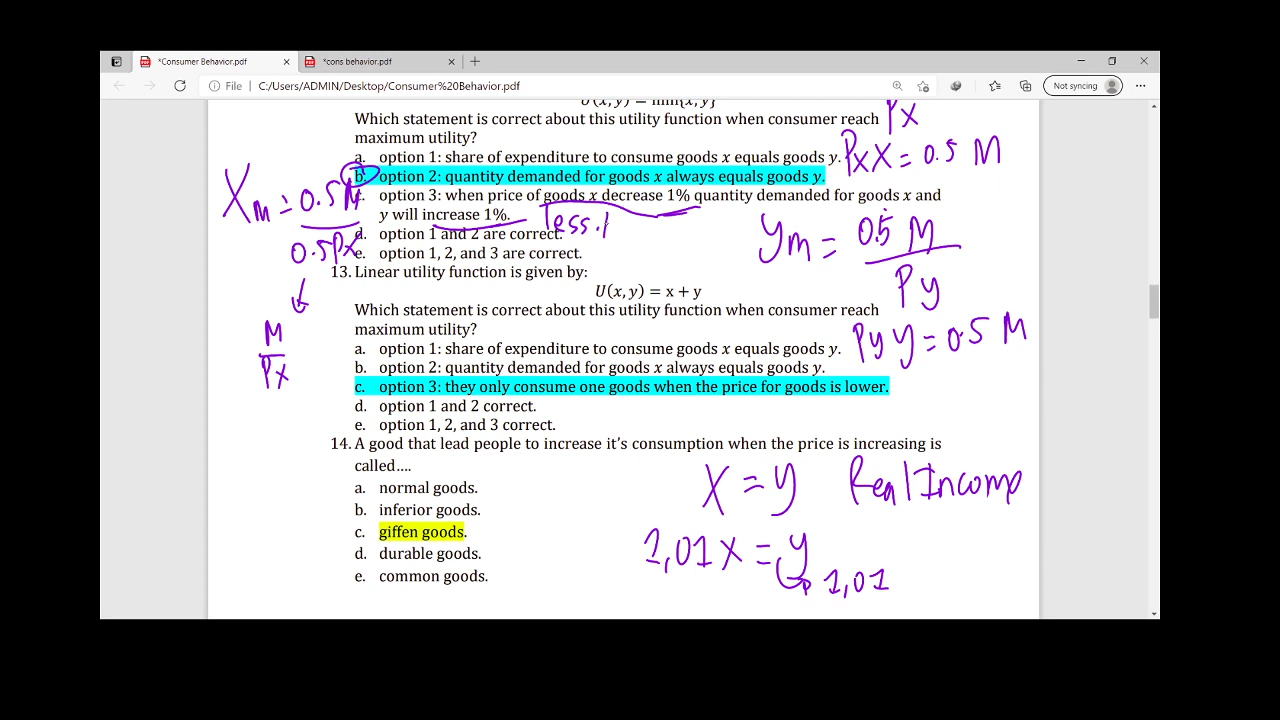 *Consumer Behavior.pdf
*cons behavior.pdf
File
C:/Users/ADMIN/Desktop/Consumer%20Behavior.pdf
Not syncing
U(x, y) = min{x, y}
Which statement is correct about this utility function when consumer reach
maximum utility?
a. option 1: share of expenditure to consume goods x equals goods y.
b. option 2: quantity demanded for goods x always equals goods y.
c. option 3: when price of goods x decrease 1% quantity demanded for goods x and
y will increase 1%.
d. option 1 and 2 are correct.
e. option 1, 2, and 3 are correct.
13. Linear utility function is given by:
U(x, y) = x + y
Which statement is correct about this utility function when consumer reach
maximum utility?
a. option 1: share of expenditure to consume goods x equals goods y.
b. option 2: quantity demanded for goods x always equals goods y.
c. option 3: they only consume one goods when the price for goods is lower.
d. option 1 and 2 correct.
e. option 1, 2, and 3 correct.
14. A good that lead people to increase it's consumption when the price is increasing is
called....
a. normal goods.
b. inferior goods.
c. giffen goods.
d. durable goods.
e. common goods.
Xm = 0.5M
0.5Px
M
Px
less.
Px
PxX = 0.5 M
Ym = 0.5 M
Py
PyY = 0.5 M
X = y
Real Incomp
1,01 X = y
1,01